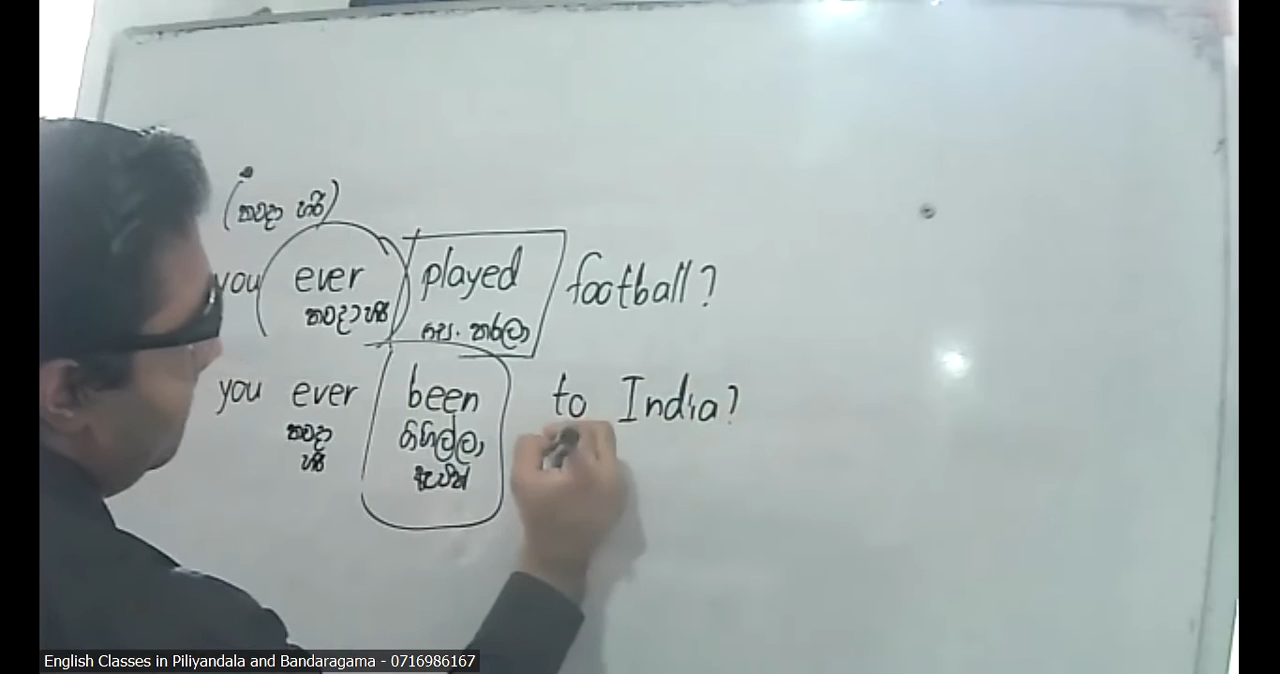 (කවදා හරි)
you ever played football?
කවදා හරි සෙ. කරලා
you ever been to India?
කවදා ගිහිල්ලා
හරි ඇවිත්
English Classes in Piliyandala and Bandaragama - 0716986167